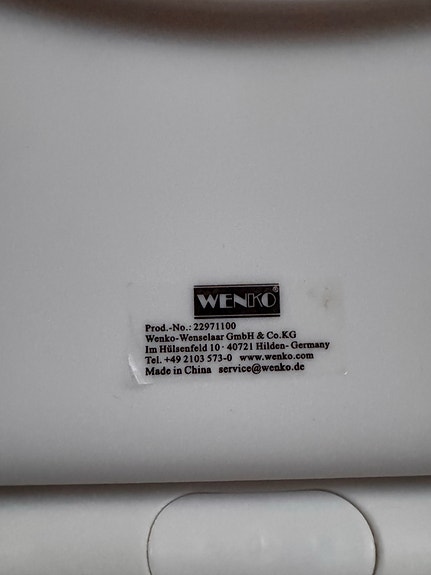 WENKO®
Prod.-No.: 22971100
Wenko-Wenselaar GmbH & Co.KG
Im Hülsenfeld 10 · 40721 Hilden- Germany
Tel. +49 2103 573-0 www.wenko.com
Made in China service@wenko.de